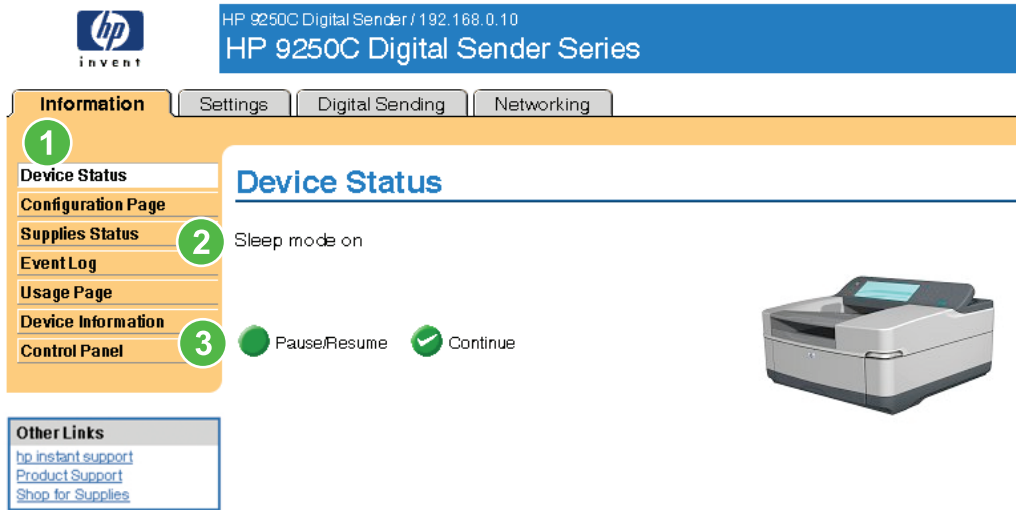 hp
invent
HP 9250C Digital Sender / 192.168.0.10
HP 9250C Digital Sender Series
Information
Settings
Digital Sending
Networking
1
Device Status
Configuration Page
Supplies Status
Event Log
Usage Page
Device Information
Control Panel
Device Status
2
Sleep mode on
3
Pause/Resume
Continue
Other Links
hp instant support
Product Support
Shop for Supplies